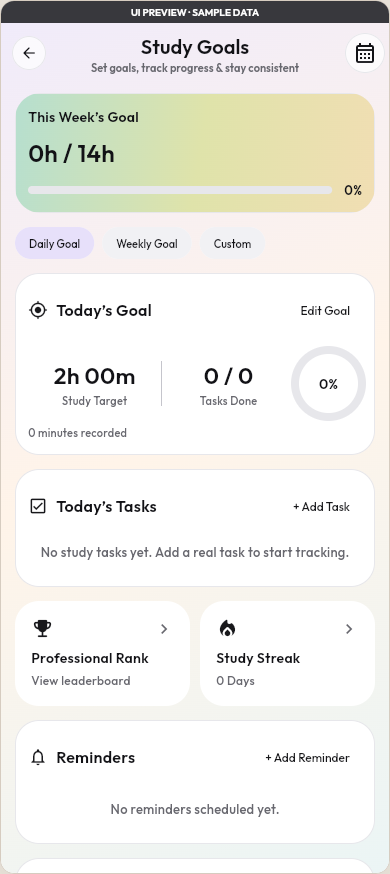 UI PREVIEW · SAMPLE DATA
Study Goals
Set goals, track progress & stay consistent
This Week's Goal
0h / 14h
0%
Daily Goal
Weekly Goal
Custom
Today's Goal
Edit Goal
2h 00m
0 / 0
0%
Study Target
Tasks Done
0 minutes recorded
Today's Tasks
+ Add Task
No study tasks yet. Add a real task to start tracking.
Professional Rank
View leaderboard
Study Streak
0 Days
Reminders
+ Add Reminder
No reminders scheduled yet.